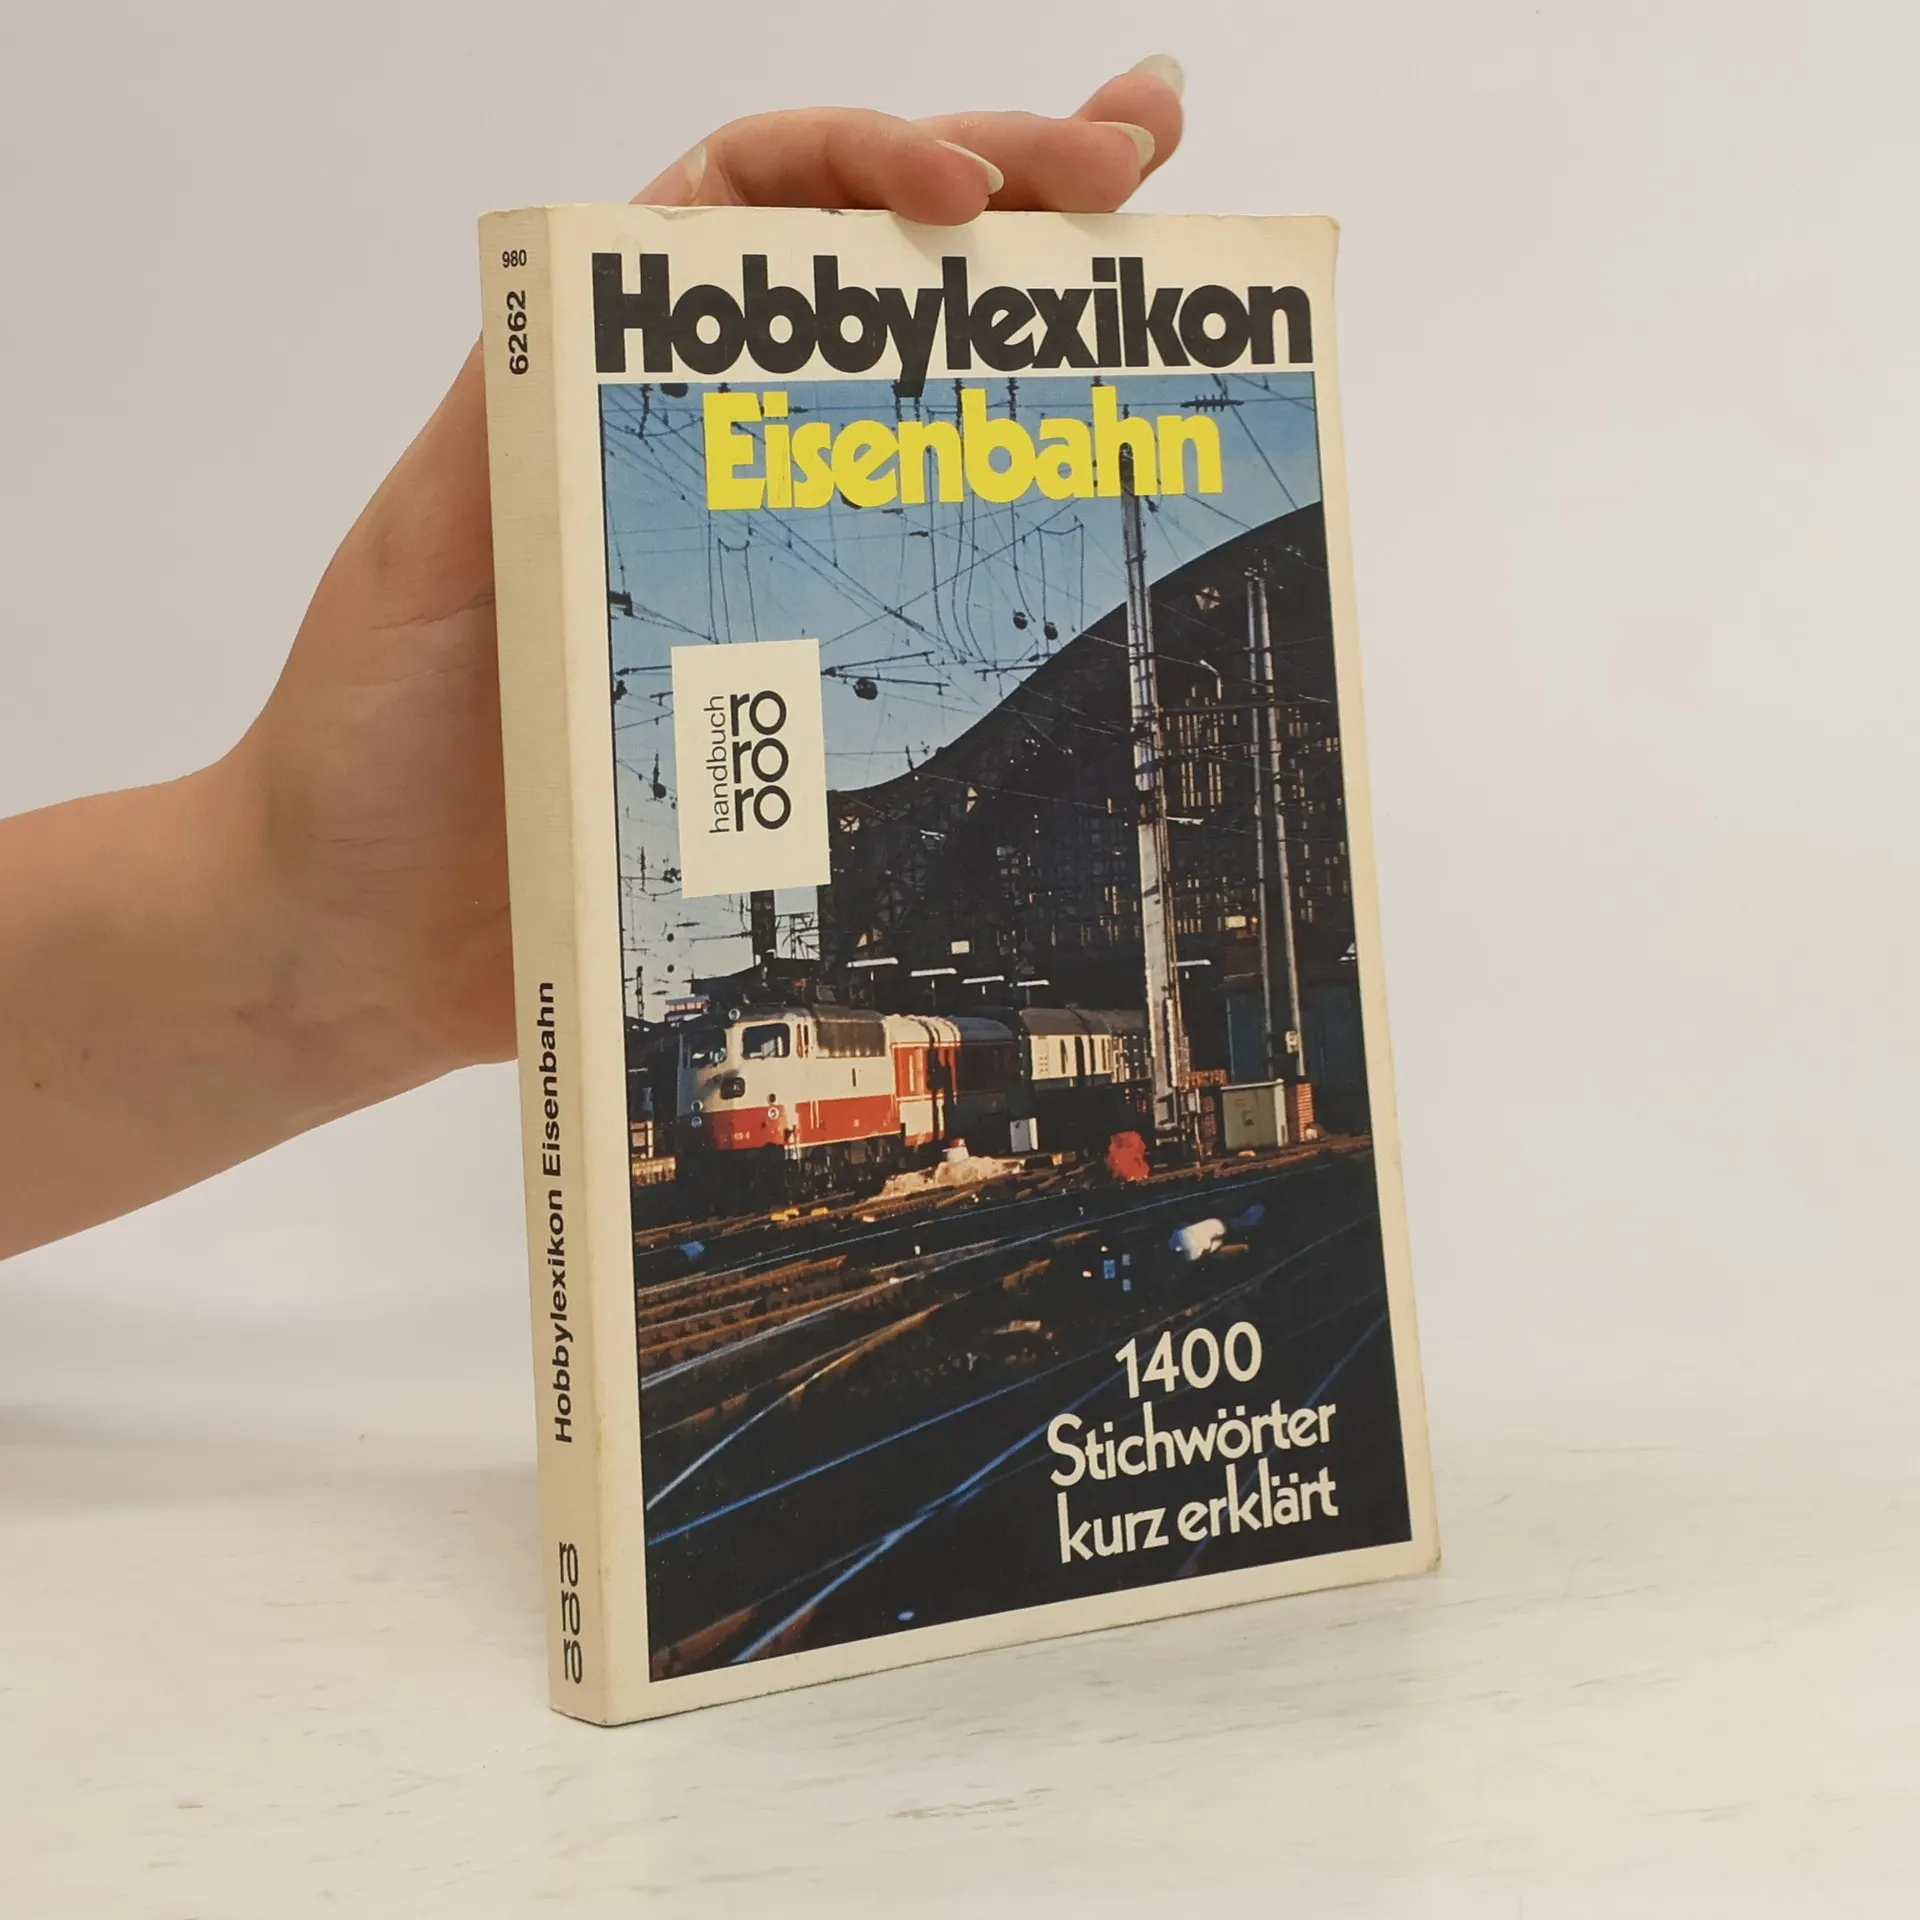 980
6262
Hobbylexikon Eisenbahn
ro
ro
ro
Hobbylexikon
Eisenbahn
handbuch
ro
ro
ro
1400
Stichwörter
kurz erklärt